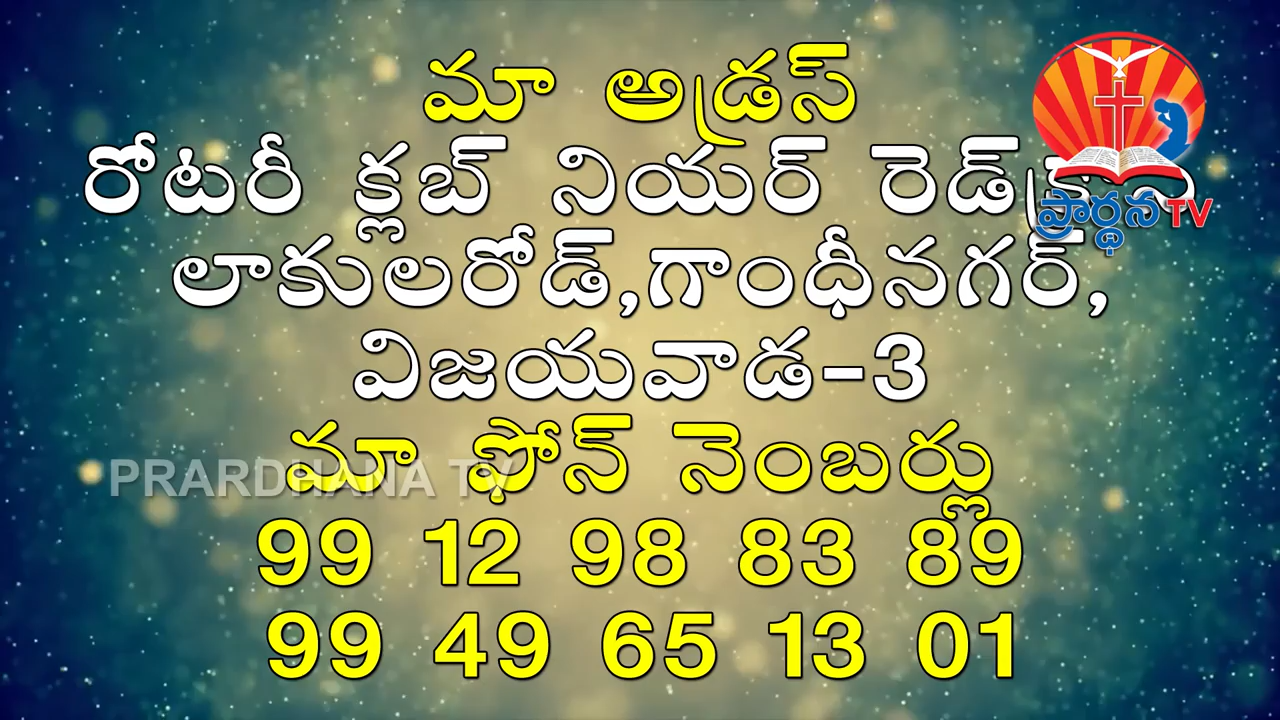 మా అడ్రస్
రోటరీ క్లబ్ నియర్ రెడ్
లాకులరోడ్,గాంధీనగర్,
విజయవాడ-3
మా ఫోన్ నెంబర్లు
99 12 98 83 89
99 49 65 13 01
ప్రార్థన TV
PRARDHANA TV